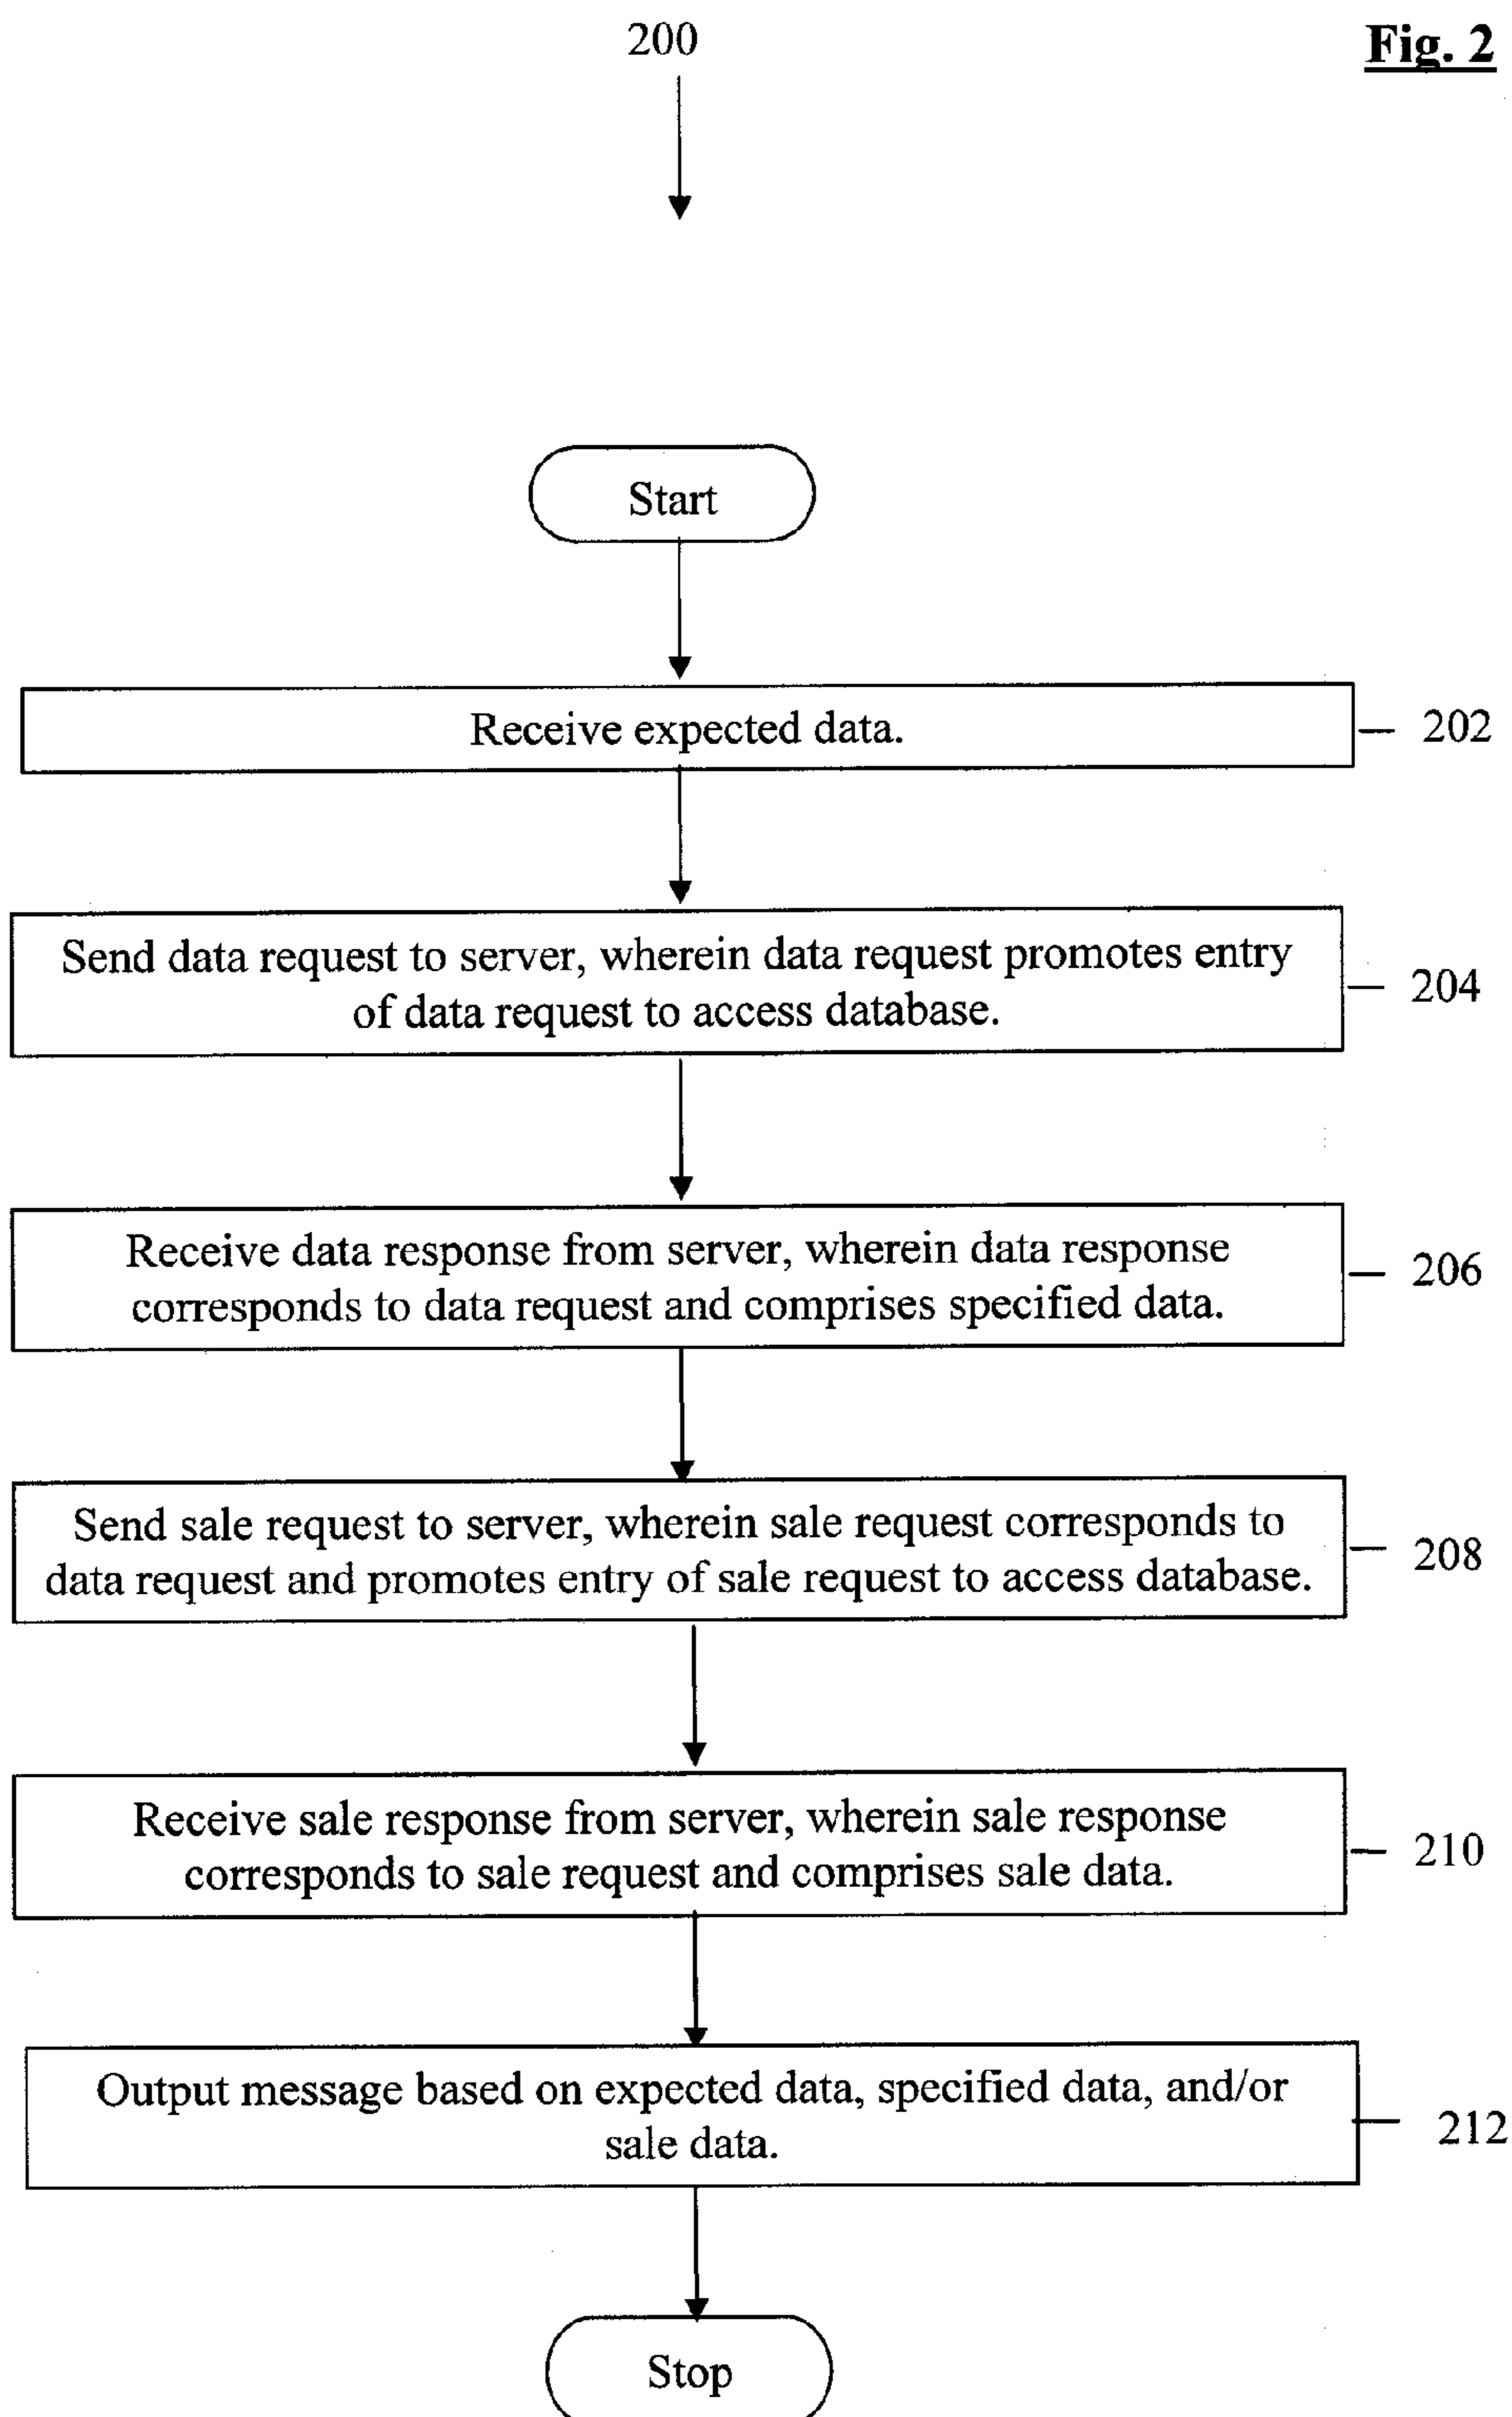 200
Fig. 2
Start
Receive expected data.
202
Send data request to server, wherein data request promotes entry
of data request to access database.
204
Receive data response from server, wherein data response
corresponds to data request and comprises specified data.
206
Send sale request to server, wherein sale request corresponds to
data request and promotes entry of sale request to access database.
208
Receive sale response from server, wherein sale response
corresponds to sale request and comprises sale data.
210
Output message based on expected data, specified data, and/or
sale data.
212
Stop